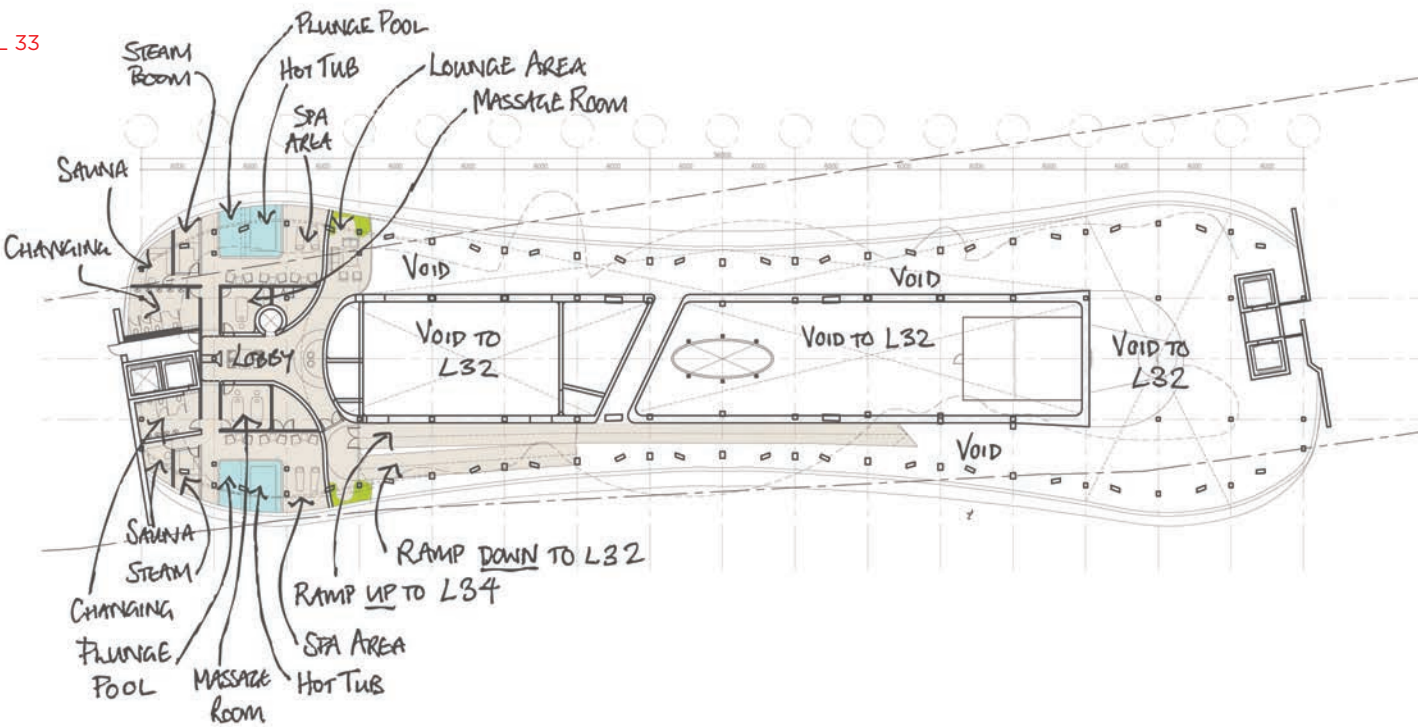 L 33
PLUNGE POOL
STEAM
ROOM
HOT TUB
LOUNGE AREA
MASSAGE ROOM
SPA
AREA
SAUNA
CHANGING
VOID
VOID
LOBBY
VOID TO
L32
VOID TO L32
VOID TO
L32
VOID
SAUNA
STEAM
CHANGING
PLUNGE
POOL
MASSAGE
ROOM
HOT TUB
SPA AREA
RAMP UP TO L34
RAMP DOWN TO L32